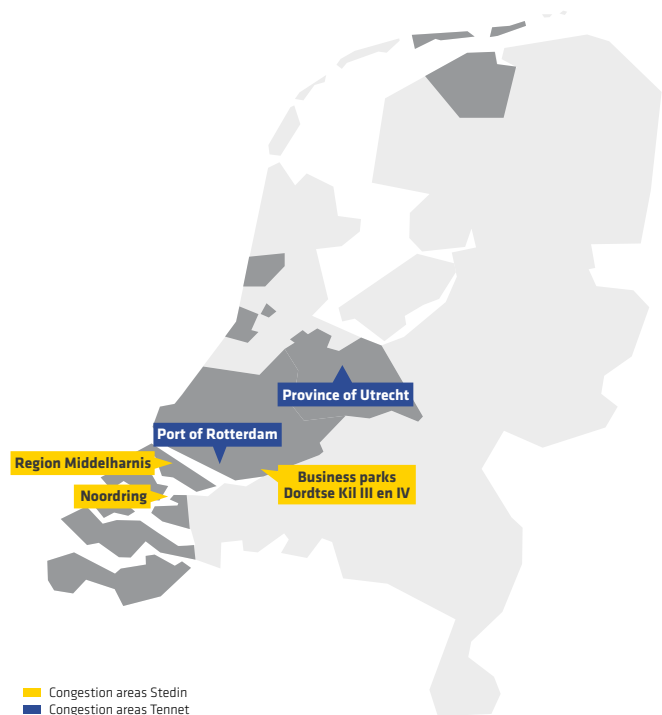 Province of Utrecht
Port of Rotterdam
Region Middelharnis
Business parks
Dordtse Kil III en IV
Noordring
Congestion areas Stedin
Congestion areas Tennet